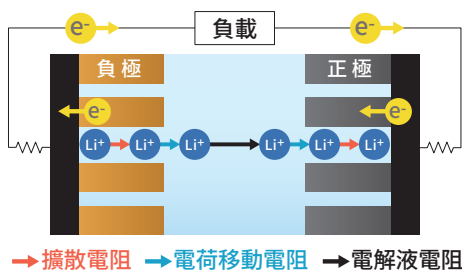 e- 負載 e-
負極 正極
e- e-
Li+ Li+ Li+ Li+ Li+ Li+
擴散電阻 電荷移動電阻 電解液電阻